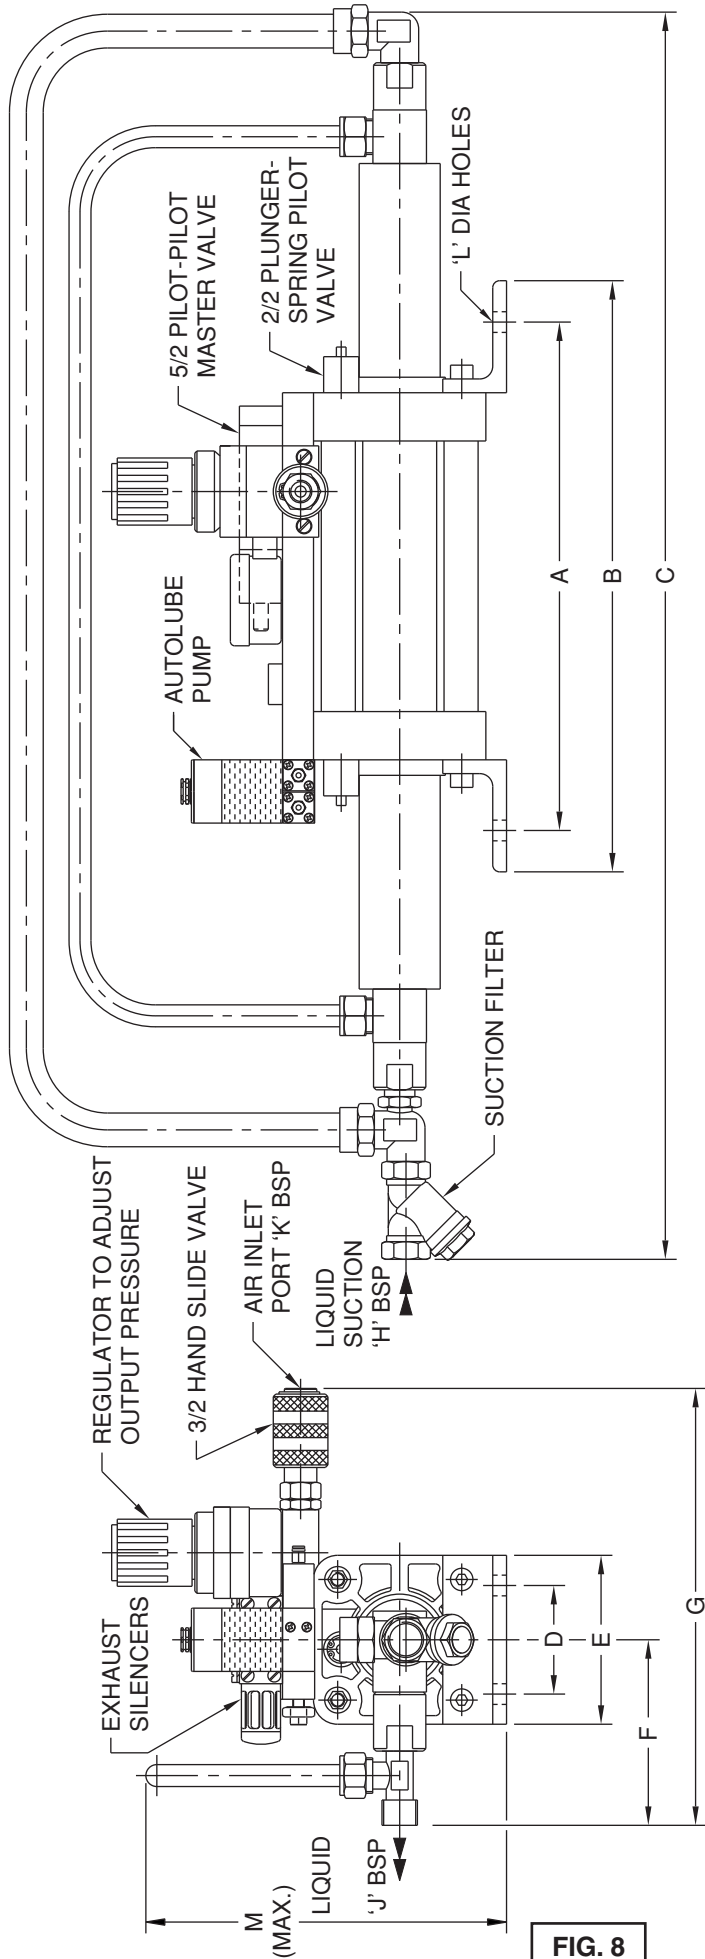 REGULATOR TO ADJUST
OUTPUT PRESSURE
EXHAUST
SILENCERS
3/2 HAND SLIDE VALVE
AIR INLET
PORT 'K' BSP
M
(MAX.)
LIQUID
'J' BSP
D
E
F
G
LIQUID
SUCTION
'H' BSP
SUCTION FILTER
AUTOLUBE
PUMP
5/2 PILOT-PILOT
MASTER VALVE
2/2 PLUNGER-
SPRING PILOT
VALVE
'L' DIA HOLES
A
B
C
FIG. 8